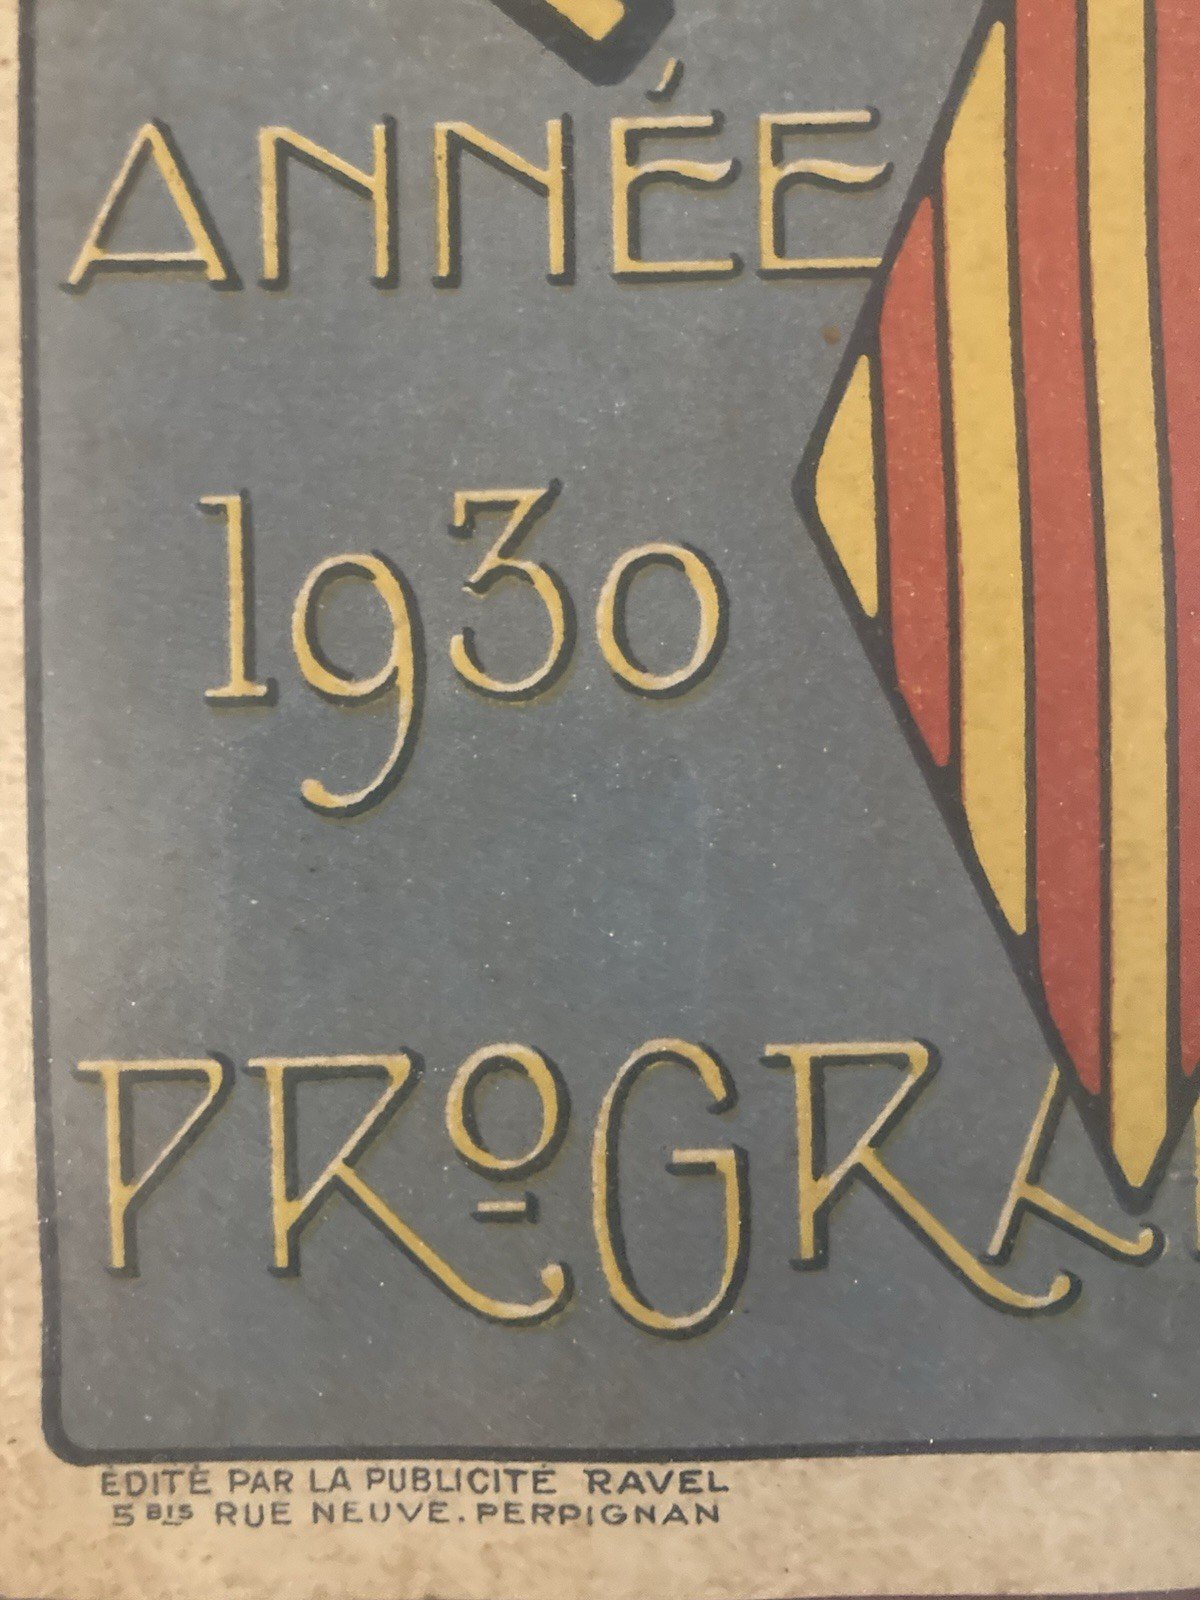 ANNÉE
1930
PROGRA
ÉDITÉ PAR LA PUBLICITÉ RAVEL
5 BIS RUE NEUVE. PERPIGNAN